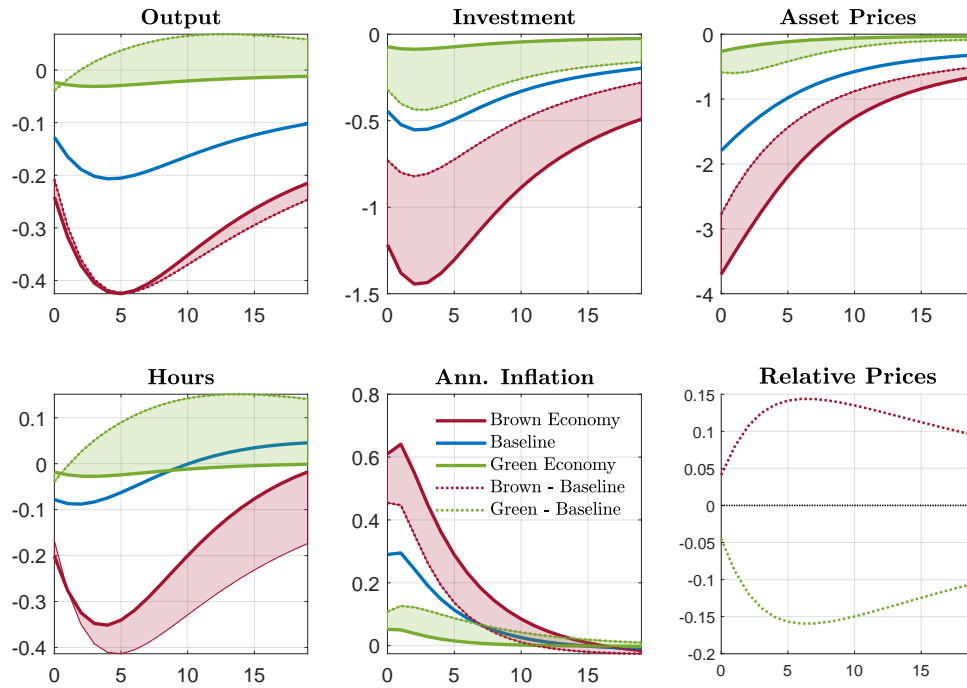 Output
0
-0.1
-0.2
-0.3
-0.4
0 5 10 15
Investment
0
-0.5
-1
-1.5
0 5 10 15
Asset Prices
0
-1
-2
-3
-4
0 5 10 15
Hours
0.1
0
-0.1
-0.2
-0.3
-0.4
0 5 10 15
Ann. Inflation
0.8
0.6
0.4
0.2
0
0 5 10 15
Brown Economy
Baseline
Green Economy
Brown - Baseline
Green - Baseline
Relative Prices
0.15
0.1
0.05
0
-0.05
-0.1
-0.15
-0.2
0 5 10 15